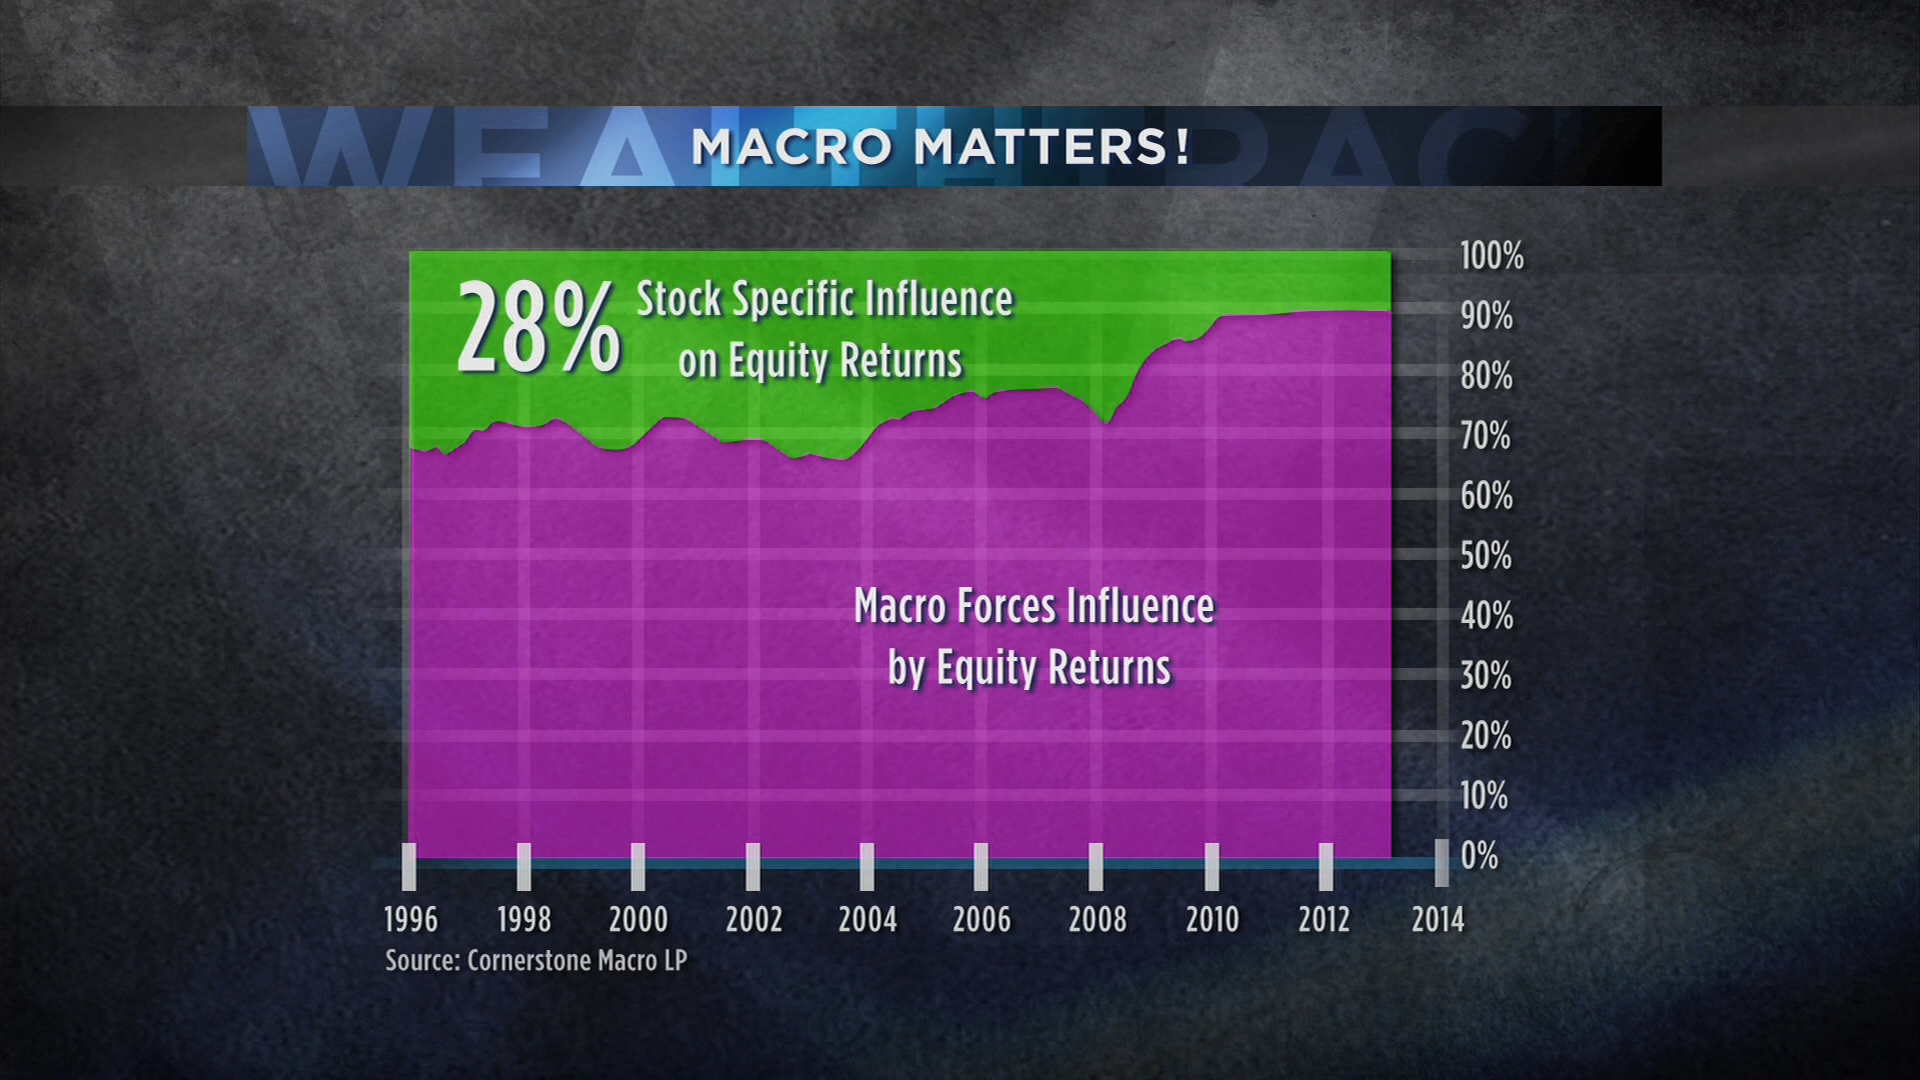 WEALTHTRAC
MACRO MATTERS!
28%
Stock Specific Influence
on Equity Returns
Macro Forces Influence
by Equity Returns
100%
90%
80%
70%
60%
50%
40%
30%
20%
10%
0%
1996 1998 2000 2002 2004 2006 2008 2010 2012 2014
Source: Cornerstone Macro LP